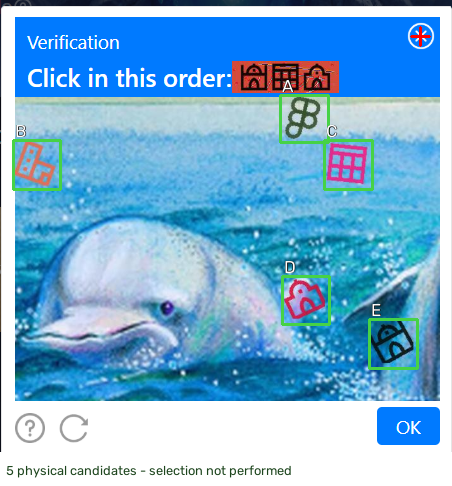 Verification
Click in this order:
A
B
C
D
E
?
OK
5 physical candidates - selection not performed